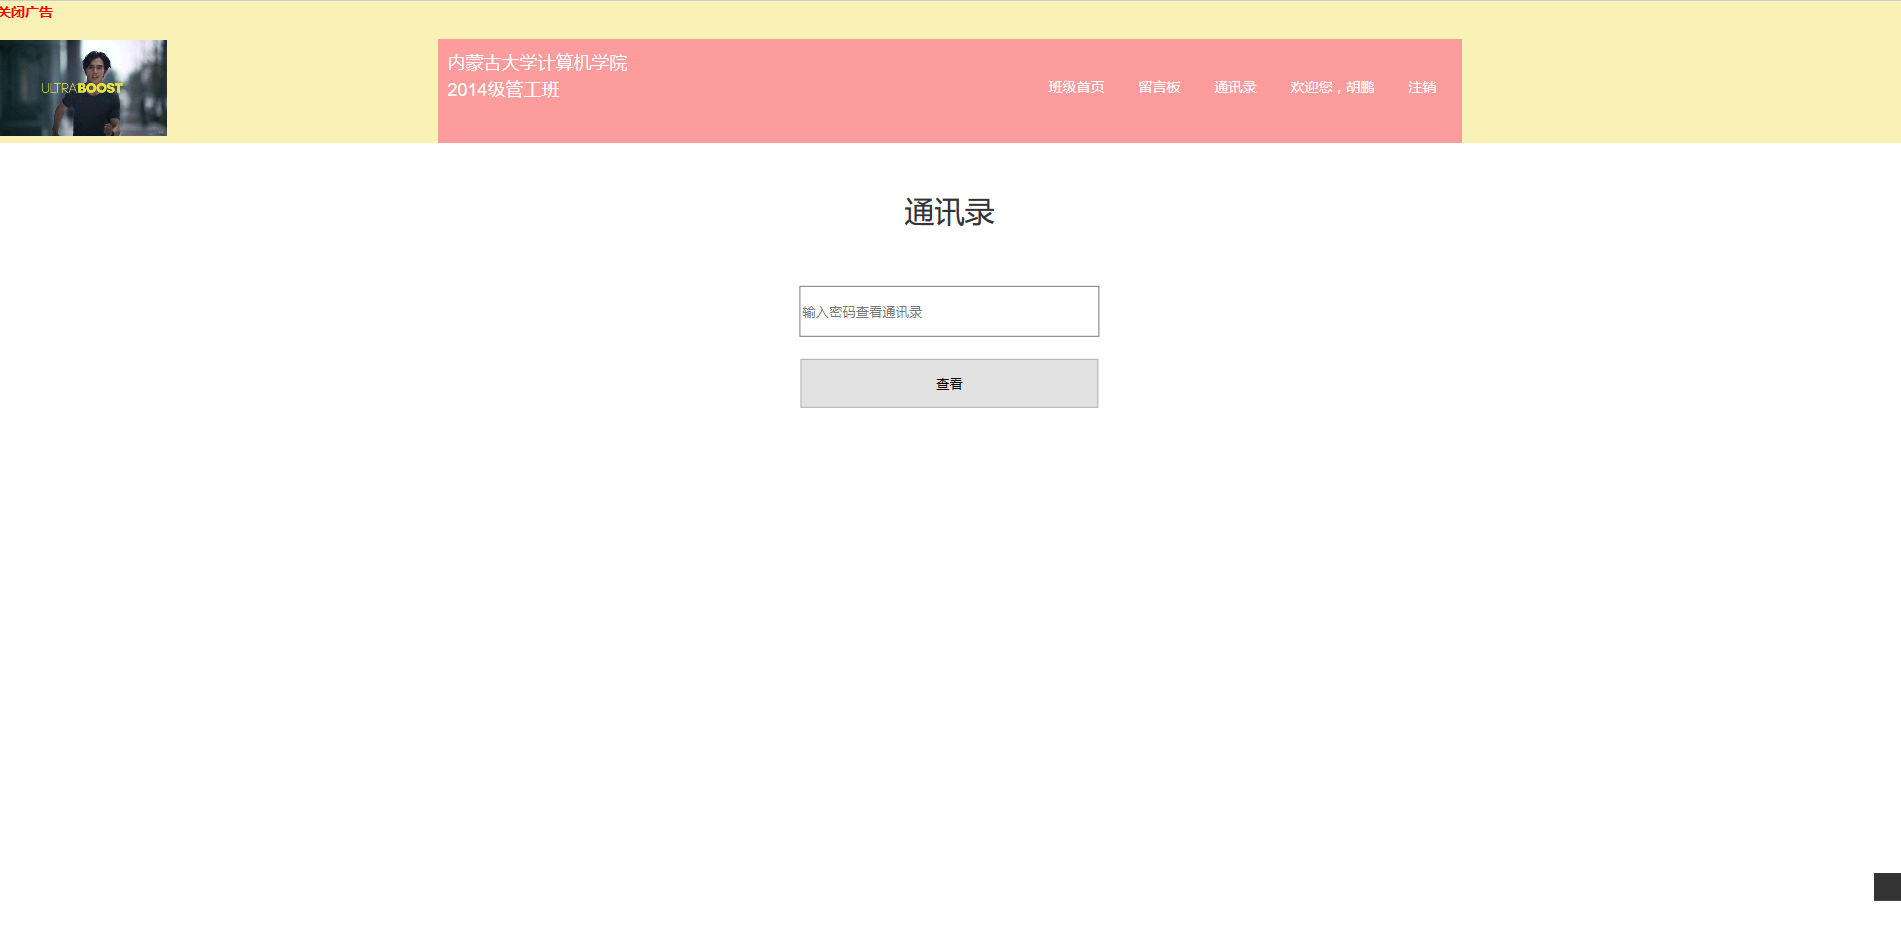 关闭广告
ULTRABOOST
内蒙古大学计算机学院
2014级管工班
班级首页 留言板 通讯录 欢迎您，胡鹏 注销
通讯录
输入密码查看通讯录
查看